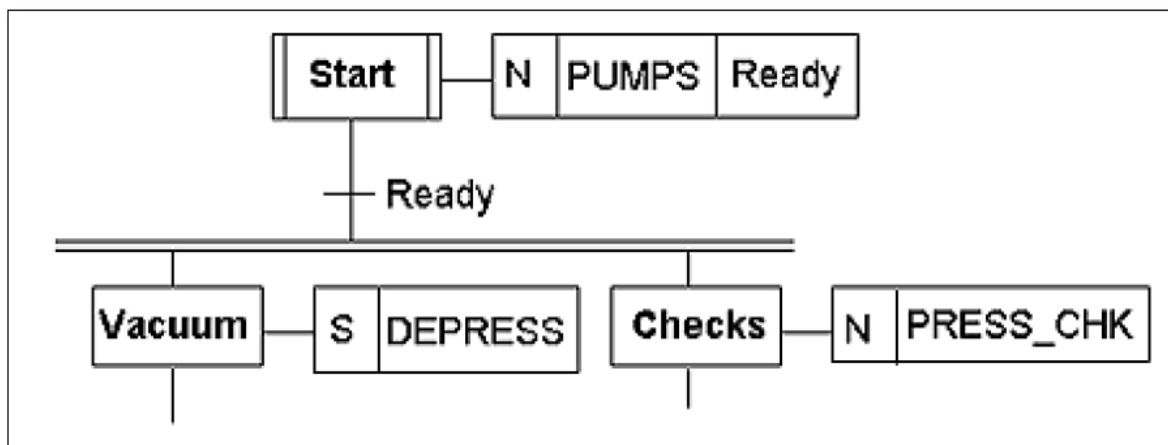 Start N PUMPS Ready
Ready
Vacuum S DEPRESS Checks N PRESS_CHK